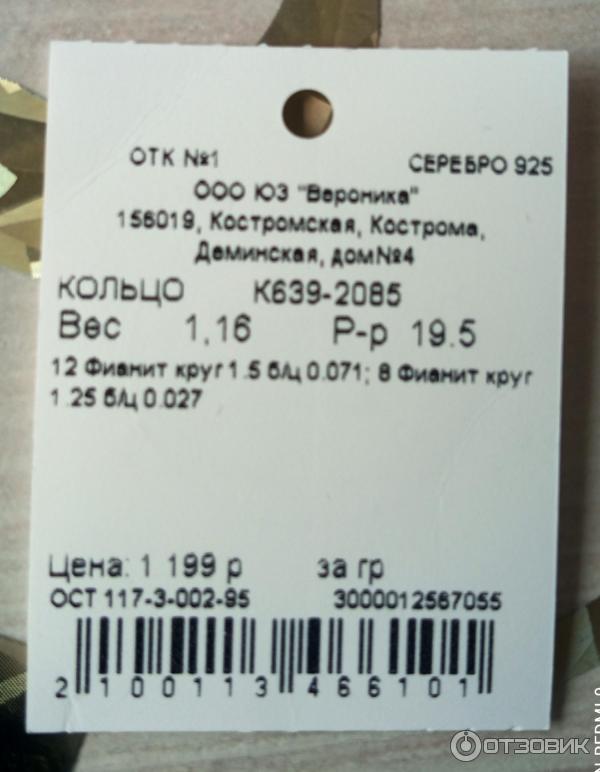 ОТК №1 СЕРЕБРО 925
ООО ЮЗ "Вероника"
156019, Костромская, Кострома,
Деминская, дом№4
КОЛЬЦО К639-2085
Вес 1,16 Р-р 19.5
12 Фианит круг 1.5 б/ц 0.071; 8 Фианит круг
1.25 б/ц 0.027
Цена: 1 199 р за гр
ОСТ 117-3-002-95 3000012567055
2 100113 466101
ОТЗОВИК